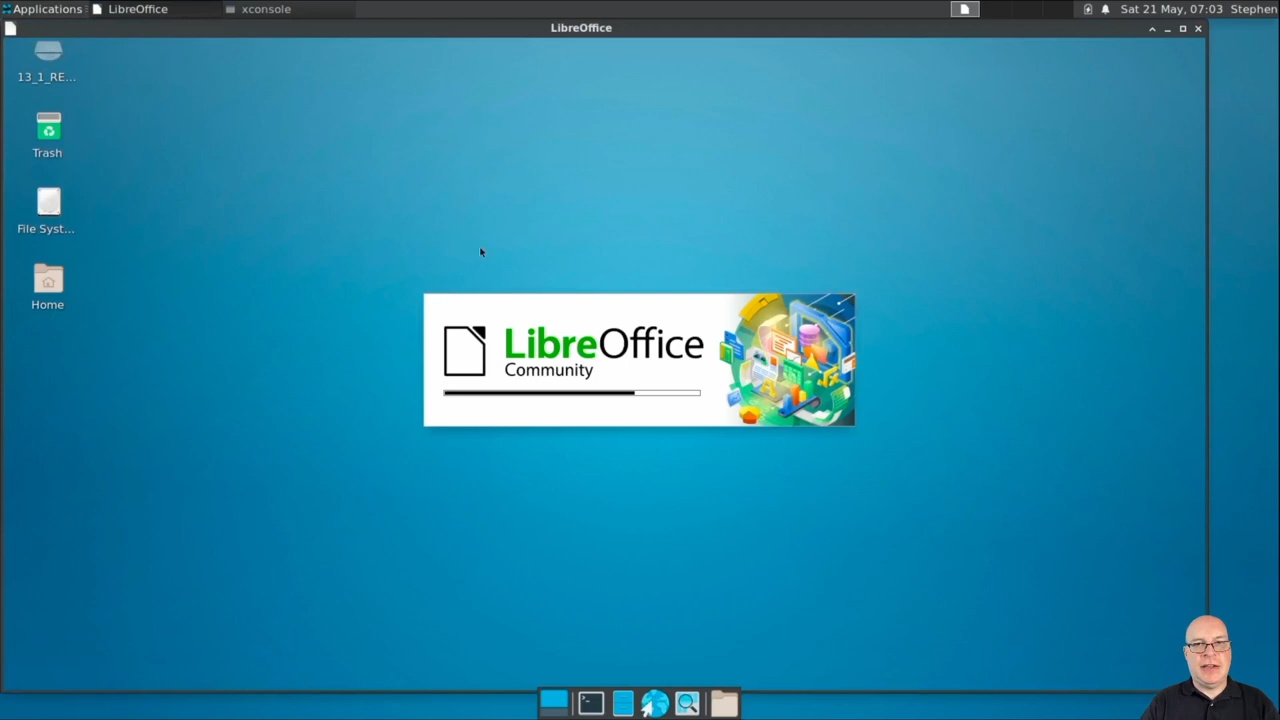 Applications
LibreOffice
xconsole
Sat 21 May, 07:03
Stephen
LibreOffice
13_1_RE...
Trash
File Syst...
Home
LibreOffice
Community